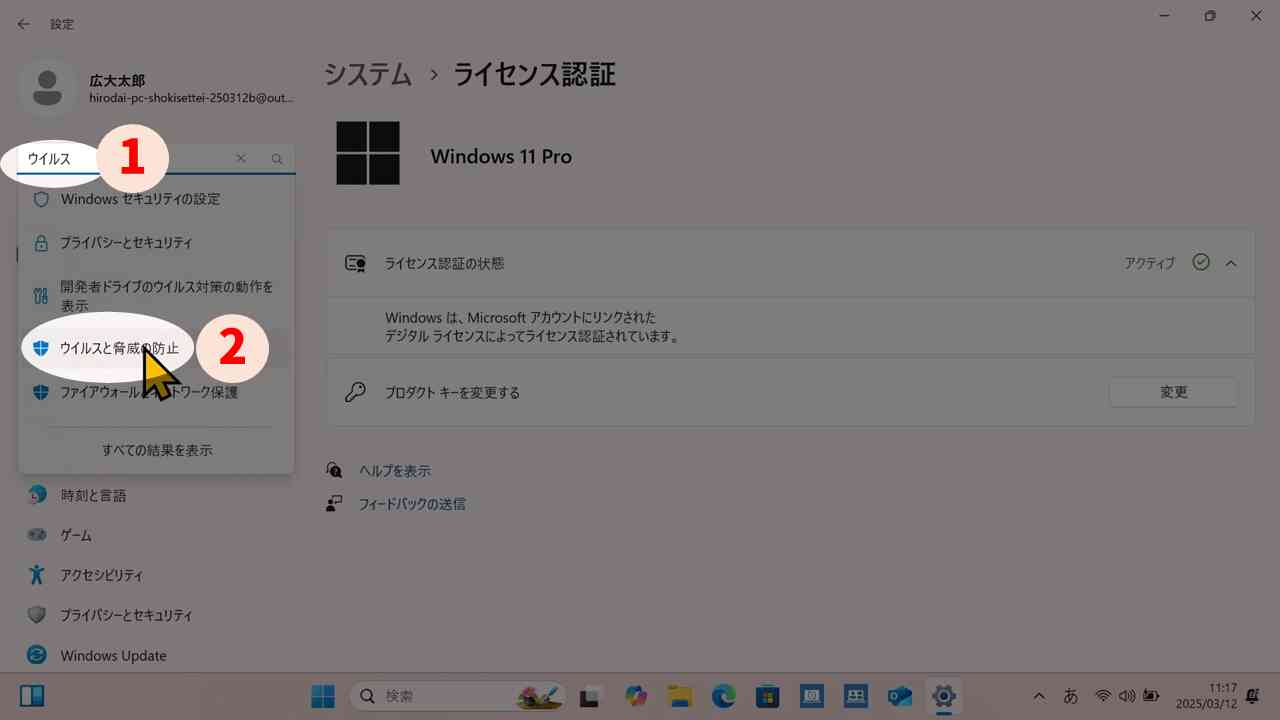 設定
広大太郎
hirodai-pc-shokisettei-250312b@out...
ウイルス
1
Windows セキュリティの設定
プライバシーとセキュリティ
開発者ドライブのウイルス対策の動作を
表示
ウイルスと脅威の防止
2
ファイアウォールとネットワーク保護
すべての結果を表示
時刻と言語
ゲーム
アクセシビリティ
プライバシーとセキュリティ
Windows Update
システム › ライセンス認証
Windows 11 Pro
ライセンス認証の状態
アクティブ
Windows は、Microsoft アカウントにリンクされた
デジタル ライセンスによってライセンス認証されています。
プロダクト キーを変更する
変更
ヘルプを表示
フィードバックの送信
検索
あ
11:17
2025/03/12